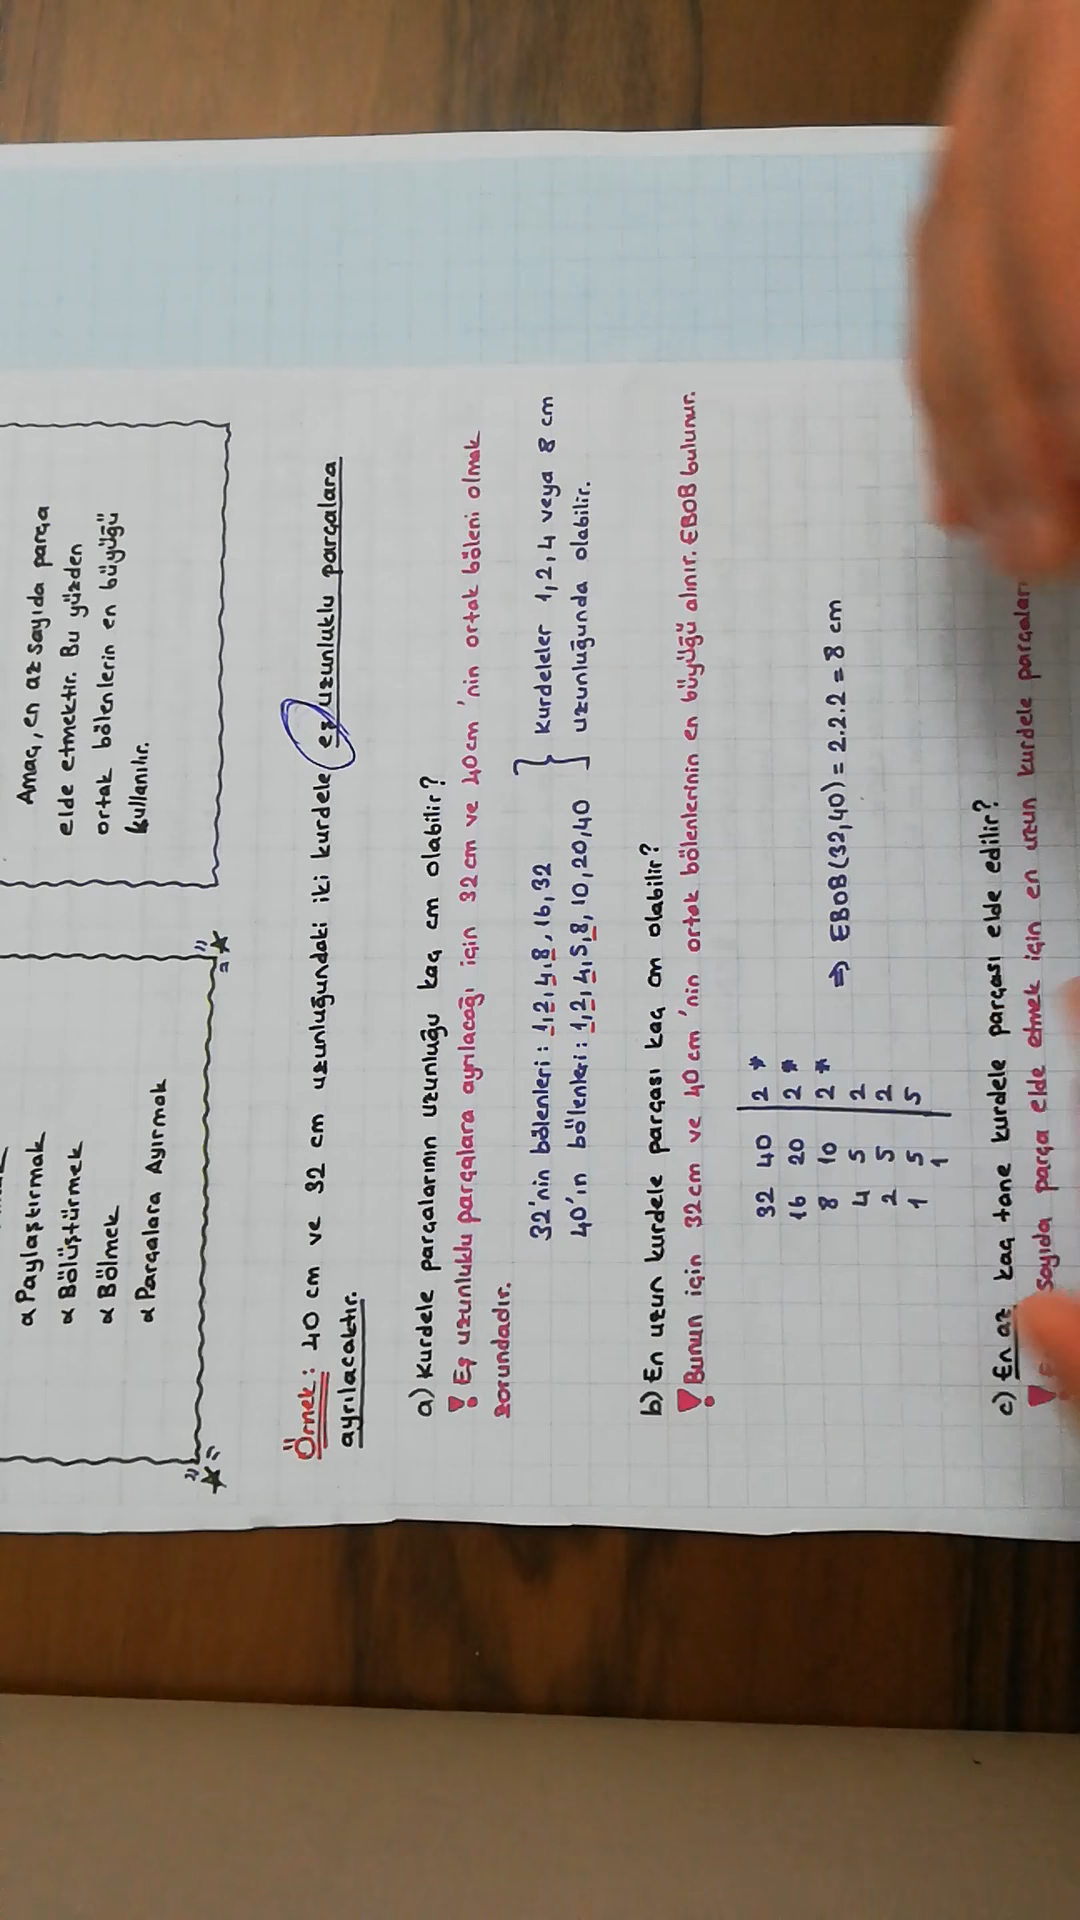 α Paylaştırmak
α Bölüştürmek
α Bölmek
α Parçalara Ayırmak
Amaç, en az sayıda parça
elde etmektir. Bu yüzden
ortak bölenlerin en büyüğü
kullanılır.
Örnek: 40 cm ve 32 cm uzunluğundaki iki kurdele eş uzunluklu parçalara
ayrılacaktır.
a) Kurdele parçalarının uzunluğu kaç cm olabilir?
Eş uzunluklu parçalara ayrılacağı için 32 cm ve 40 cm 'nin ortak böleni olmak
zorundadır.
32'nin bölenleri: 1,2,4,8,16,32
40'ın bölenleri: 1,2,4,5,8,10,20,40
Kurdeleler 1,2,4 veya 8 cm
uzunluğunda olabilir.
b) En uzun kurdele parçası kaç cm olabilir?
Bunun için 32 cm ve 40 cm 'nin ortak bölenlerinin en büyüğü alınır. EBOB bulunur.
32 40 | 2 *
16 20 | 2 *
8 10 | 2 *
4 5 | 2
2 5 | 2
1 5 | 5
1
⇒ EBOB(32,40) = 2.2.2 = 8 cm
c) En az kaç tane kurdele parçası elde edilir?
sayıda parça elde etmek için en uzun kurdele